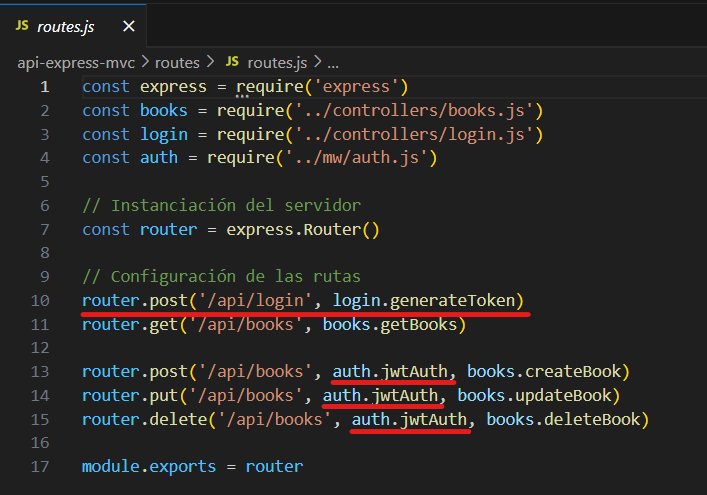 JS routes.js ×
api-express-mvc > routes > JS routes.js > ...
1 const express = require('express')
2 const books = require('../controllers/books.js')
3 const login = require('../controllers/login.js')
4 const auth = require('../mw/auth.js')
5
6 // Instanciación del servidor
7 const router = express.Router()
8
9 // Configuración de las rutas
10 router.post('/api/login', login.generateToken)
11 router.get('/api/books', books.getBooks)
12
13 router.post('/api/books', auth.jwtAuth, books.createBook)
14 router.put('/api/books', auth.jwtAuth, books.updateBook)
15 router.delete('/api/books', auth.jwtAuth, books.deleteBook)
16
17 module.exports = router